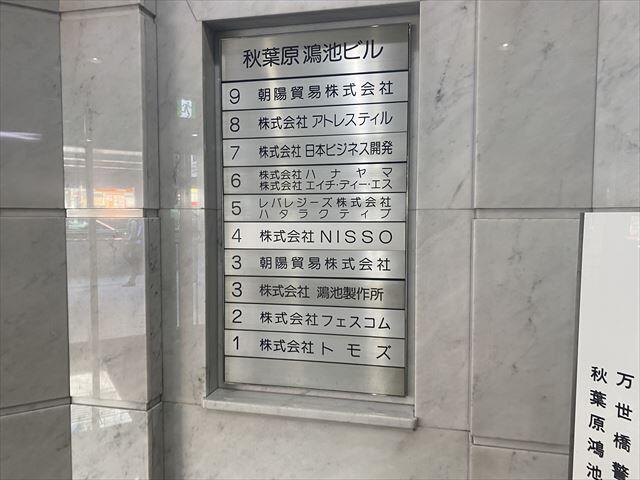 秋葉原鴻池ビル
9 朝陽貿易株式会社
8 株式会社アトレスティル
7 株式会社日本ビジネス開発
6 株式会社ハナヤマ
株式会社エイチ・ディー・エス
5 レバレジーズ株式会社
ハタラクティブ
4 株式会社NISSO
3 朝陽貿易株式会社
3 株式会社 鴻池製作所
2 株式会社フェスコム
1 株式会社トモズ
万世橋警
秋葉原鴻池